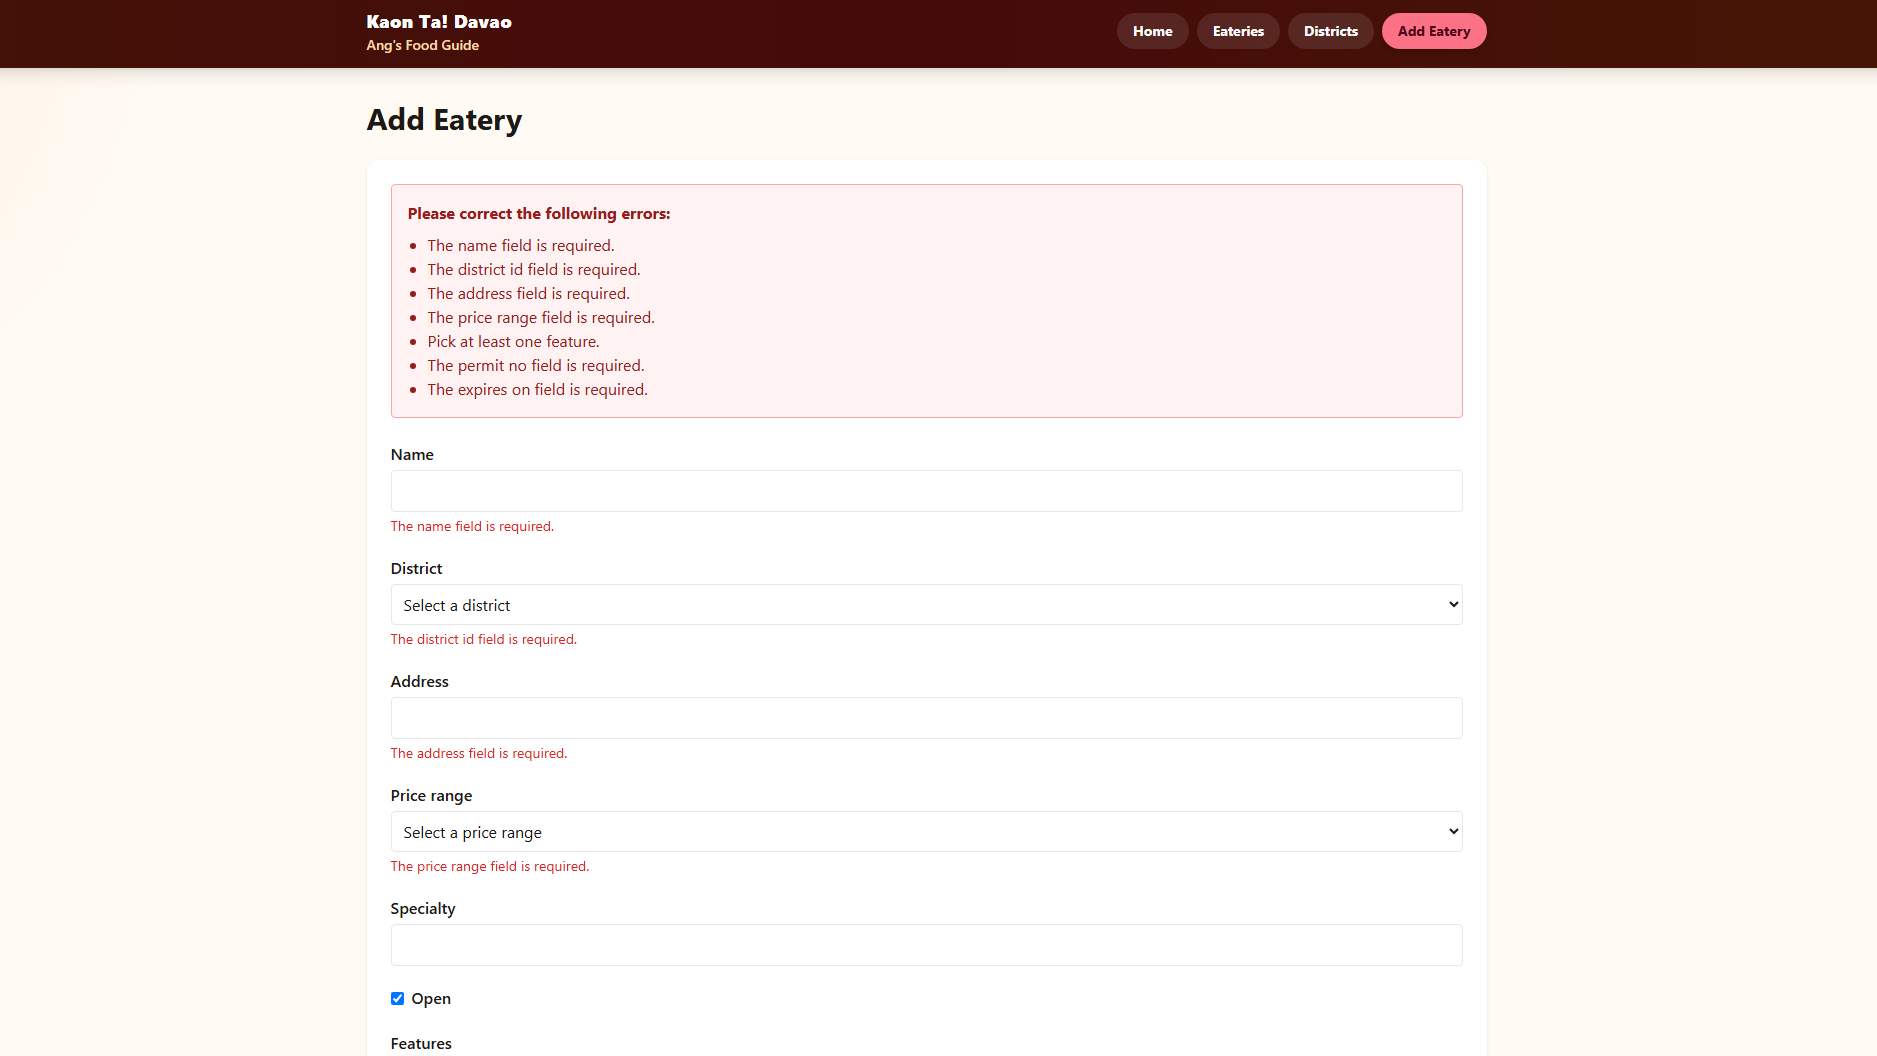 Kaon Ta! Davao
Ang's Food Guide
Home
Eateries
Districts
Add Eatery
Add Eatery
Please correct the following errors:
The name field is required.
The district id field is required.
The address field is required.
The price range field is required.
Pick at least one feature.
The permit no field is required.
The expires on field is required.
Name
The name field is required.
District
Select a district
The district id field is required.
Address
The address field is required.
Price range
Select a price range
The price range field is required.
Specialty
Open
Features